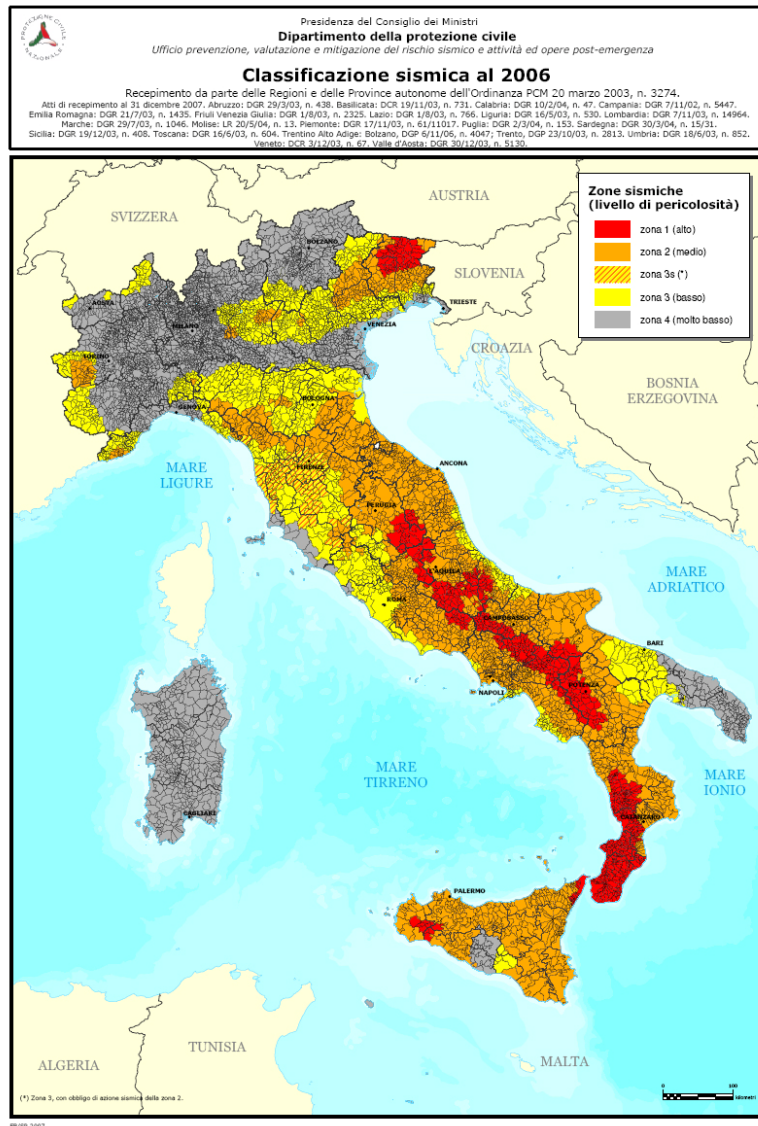 PROTEZIONE CIVILE
NAZIONALE
Presidenza del Consiglio dei Ministri
Dipartimento della protezione civile
Ufficio prevenzione, valutazione e mitigazione del rischio sismico e attività ed opere post-emergenza
Classificazione sismica al 2006
Recepimento da parte delle Regioni e delle Province autonome dell'Ordinanza PCM 20 marzo 2003, n. 3274.
Atti di recepimento al 31 dicembre 2007. Abruzzo: DGR 29/3/03, n. 438. Basilicata: DCR 19/11/03, n. 731. Calabria: DGR 10/2/04, n. 47. Campania: DGR 7/11/02, n. 5447.
Emilia Romagna: DGR 21/7/03, n. 1435. Friuli Venezia Giulia: DGR 1/8/03, n. 2325. Lazio: DGR 1/8/03, n. 766. Liguria: DGR 16/5/03, n. 530. Lombardia: DGR 7/11/03, n. 14964.
Marche: DGR 29/7/03, n. 1046. Molise: LR 20/5/04, n. 13. Piemonte: DGR 17/11/03, n. 61/11017. Puglia: DGR 2/3/04, n. 153. Sardegna: DGR 30/3/04, n. 15/31.
Sicilia: DGR 19/12/03, n. 408. Toscana: DGR 16/6/03, n. 604. Trentino Alto Adige: Bolzano, DGP 6/11/06, n. 4047; Trento, DGP 23/10/03, n. 2813. Umbria: DGR 18/6/03, n. 852.
Veneto: DCR 3/12/03, n. 67. Valle d'Aosta: DGR 30/12/03, n. 5130.
Zone sismiche
(livello di pericolosità)
zona 1 (alto)
zona 2 (medio)
zona 3s (*)
zona 3 (basso)
zona 4 (molto basso)
AUSTRIA
SVIZZERA
BOLZANO
SLOVENIA
AOSTA
TRIESTE
MILANO
VENEZIA
CROAZIA
TORINO
BOSNIA
ERZEGOVINA
BOLOGNA
GENOVA
MARE
LIGURE
FIRENZE
ANCONA
PERUGIA
L'AQUILA
MARE
ADRIATICO
ROMA
CAMPOBASSO
BARI
NAPOLI
POTENZA
MARE
TIRRENO
MARE
IONIO
CAGLIARI
CATANZARO
PALERMO
ALGERIA
TUNISIA
MALTA
0 100
kilometri
(*) Zona 3, con obbligo di azione sismica della zona 2.